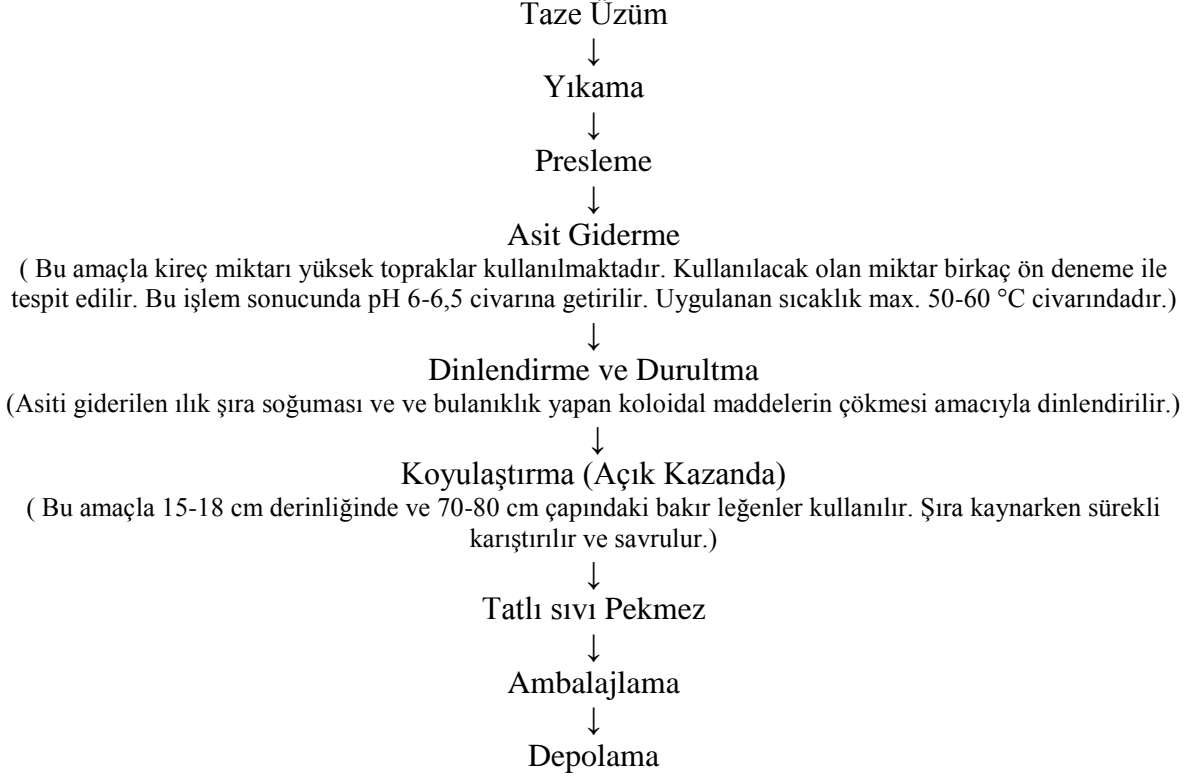 Taze Üzüm
↓
Yıkama
↓
Presleme
↓
Asit Giderme
( Bu amaçla kireç miktarı yüksek topraklar kullanılmaktadır. Kullanılacak olan miktar birkaç ön deneme ile
tespit edilir. Bu işlem sonucunda pH 6-6,5 civarına getirilir. Uygulanan sıcaklık max. 50-60 °C civarındadır.)
↓
Dinlendirme ve Durultma
(Asiti giderilen ılık şıra soğuması ve ve bulanıklık yapan koloidal maddelerin çökmesi amacıyla dinlendirilir.)
↓
Koyulaştırma (Açık Kazanda)
( Bu amaçla 15-18 cm derinliğinde ve 70-80 cm çapındaki bakır leğenler kullanılır. Şıra kaynarken sürekli
karıştırılır ve savrulur.)
↓
Tatlı sıvı Pekmez
↓
Ambalajlama
↓
Depolama